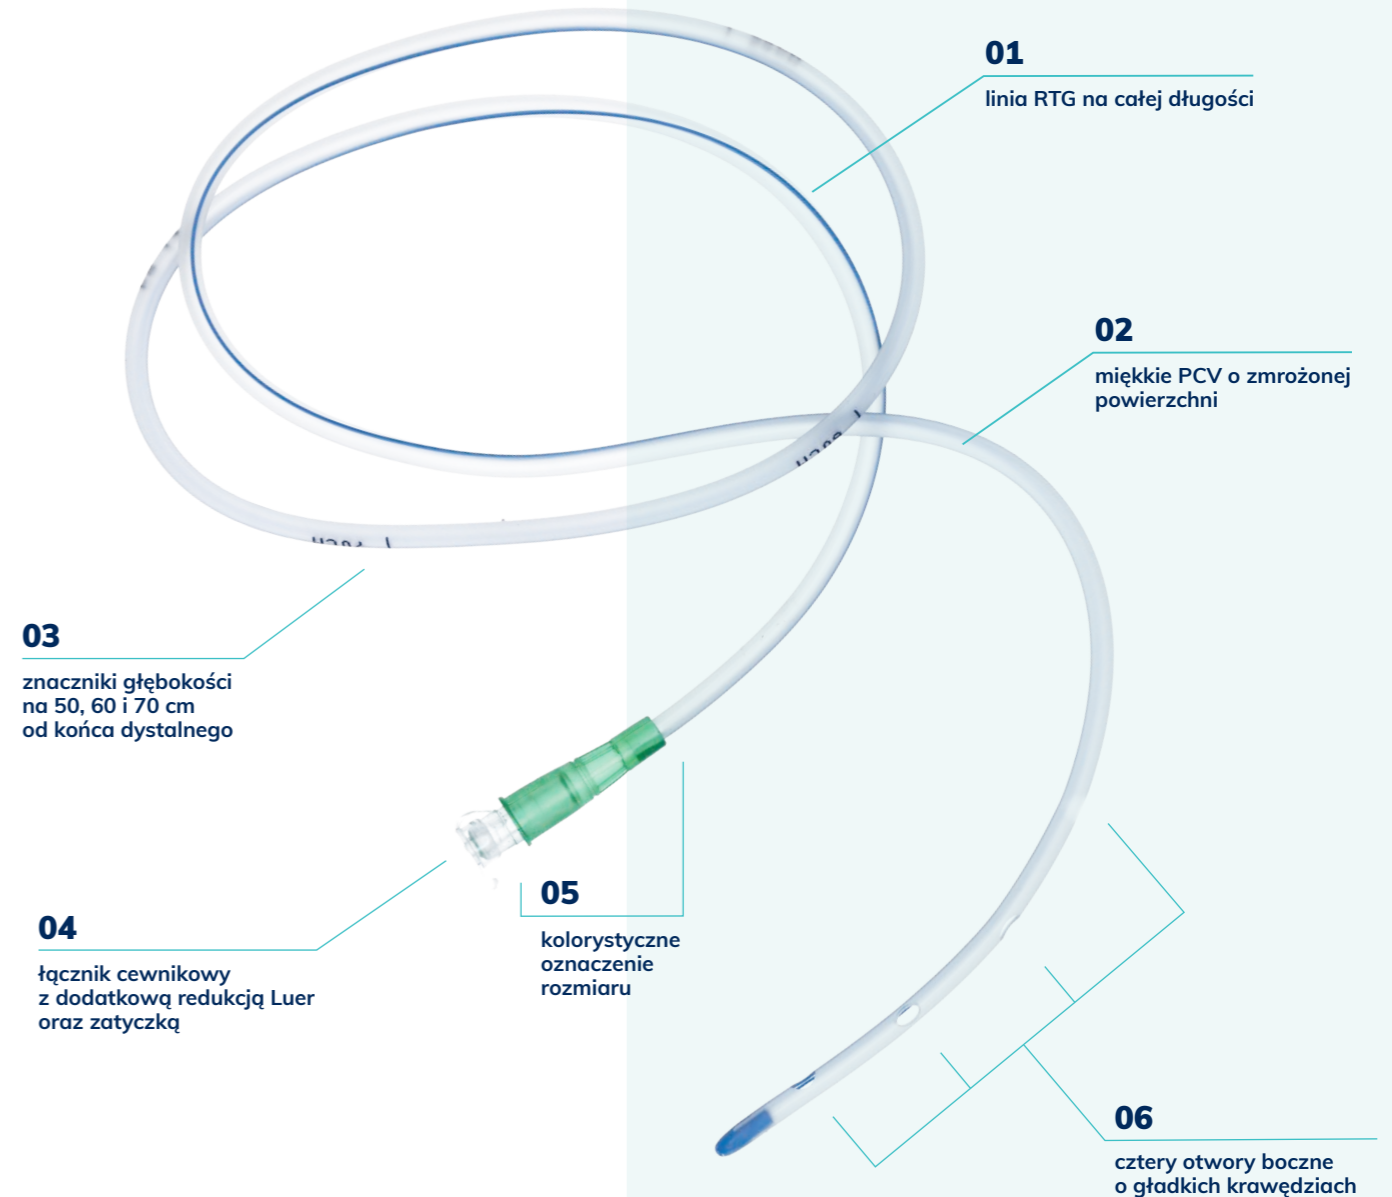 01
linia RTG na całej długości
02
miękkie PCV o zmrożonej
powierzchni
03
znaczniki głębokości
na 50, 60 i 70 cm
od końca dystalnego
04
łącznik cewnikowy
z dodatkową redukcją Luer
oraz zatyczką
05
kolorystyczne
oznaczenie
rozmiaru
06
cztery otwory boczne
o gładkich krawędziach